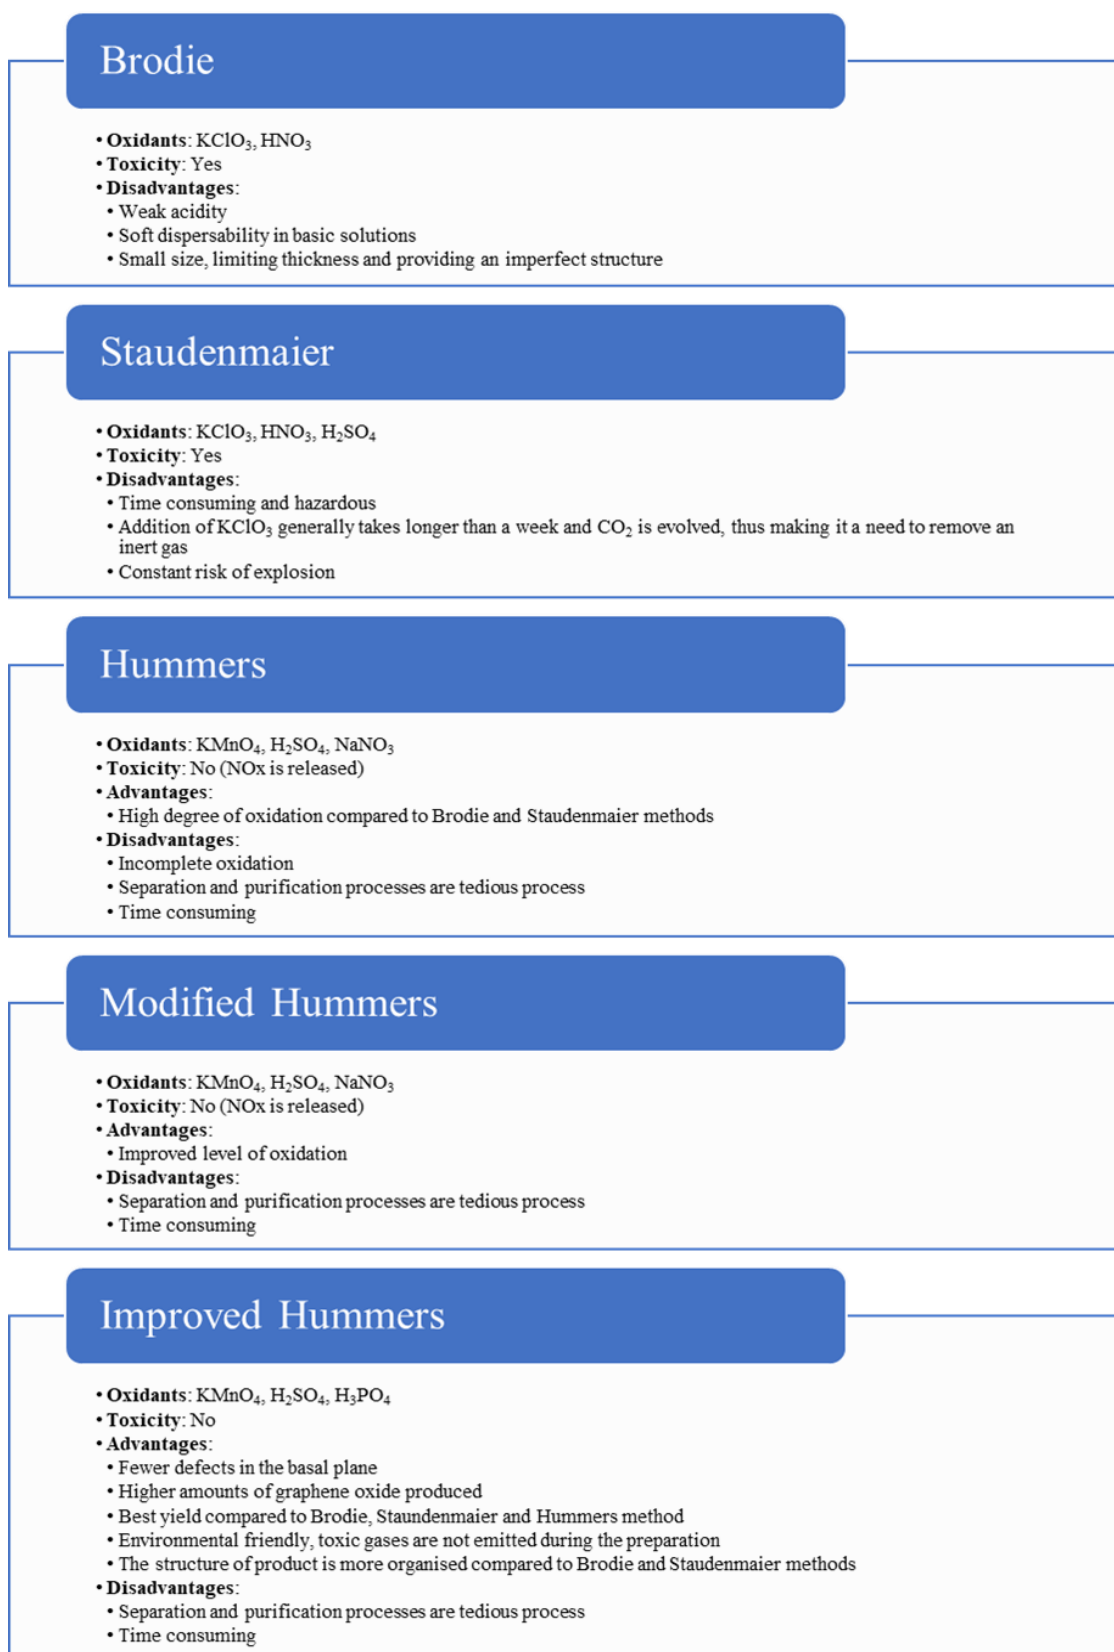 Brodie
• Oxidants: KClO₃, HNO₃
• Toxicity: Yes
• Disadvantages:
• Weak acidity
• Soft dispersability in basic solutions
• Small size, limiting thickness and providing an imperfect structure
Staudenmaier
• Oxidants: KClO₃, HNO₃, H₂SO₄
• Toxicity: Yes
• Disadvantages:
• Time consuming and hazardous
• Addition of KClO₃ generally takes longer than a week and CO₂ is evolved, thus making it a need to remove an
inert gas
• Constant risk of explosion
Hummers
• Oxidants: KMnO₄, H₂SO₄, NaNO₃
• Toxicity: No (NOx is released)
• Advantages:
• High degree of oxidation compared to Brodie and Staudenmaier methods
• Disadvantages:
• Incomplete oxidation
• Separation and purification processes are tedious process
• Time consuming
Modified Hummers
• Oxidants: KMnO₄, H₂SO₄, NaNO₃
• Toxicity: No (NOx is released)
• Advantages:
• Improved level of oxidation
• Disadvantages:
• Separation and purification processes are tedious process
• Time consuming
Improved Hummers
• Oxidants: KMnO₄, H₂SO₄, H₃PO₄
• Toxicity: No
• Advantages:
• Fewer defects in the basal plane
• Higher amounts of graphene oxide produced
• Best yield compared to Brodie, Staundenmaier and Hummers method
• Environmental friendly, toxic gases are not emitted during the preparation
• The structure of product is more organised compared to Brodie and Staudenmaier methods
• Disadvantages:
• Separation and purification processes are tedious process
• Time consuming